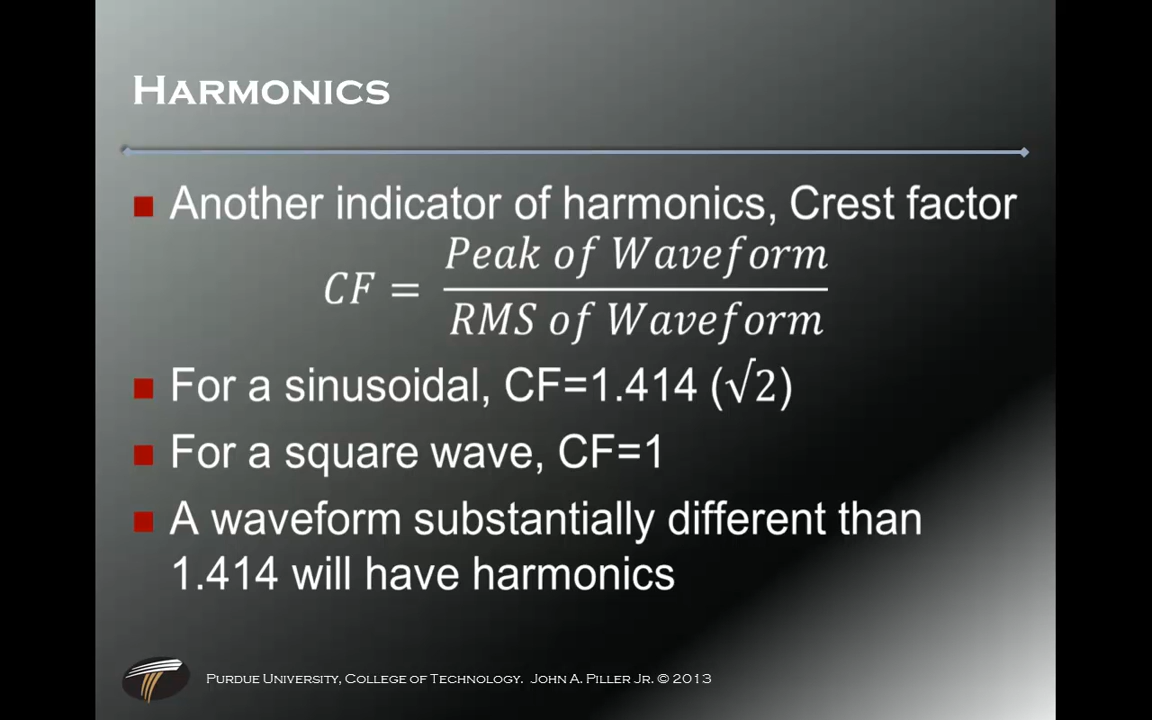 HARMONICS
Another indicator of harmonics, Crest factor
CF = Peak of Waveform / RMS of Waveform
For a sinusoidal, CF=1.414 (√2)
For a square wave, CF=1
A waveform substantially different than
1.414 will have harmonics
PURDUE UNIVERSITY, COLLEGE OF TECHNOLOGY. JOHN A. PILLER JR. © 2013